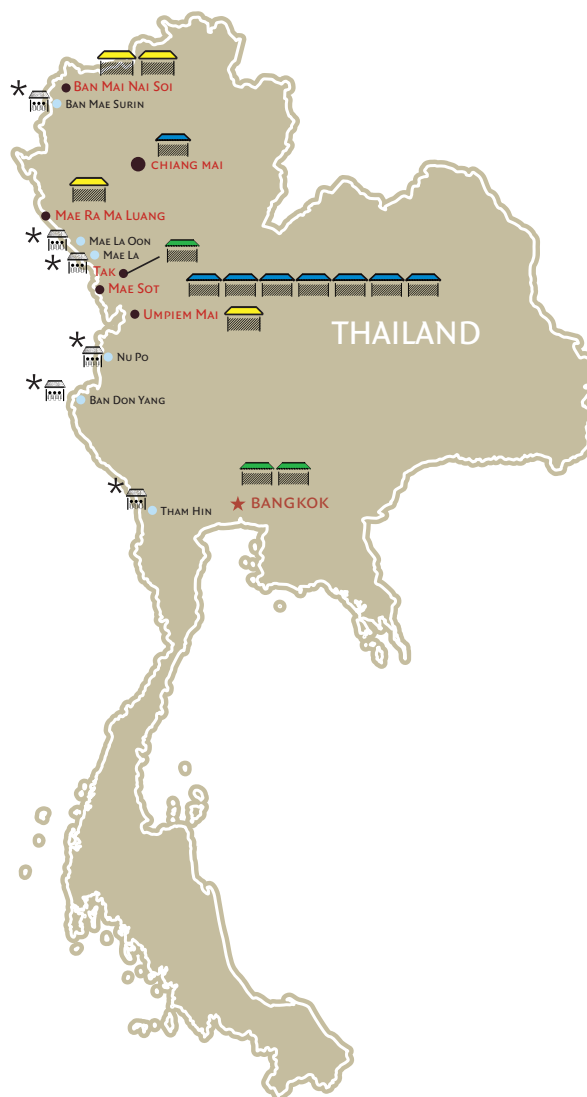 BAN MAI NAI SOI
*
BAN MAE SURIN
CHIANG MAI
MAE RA MA LUANG
*
MAE LA OON
*
MAE LA
TAK
MAE SOT
UMPIEM MAI
THAILAND
*
NU PO
*
BAN DON YANG
*
THAM HIN
BANGKOK